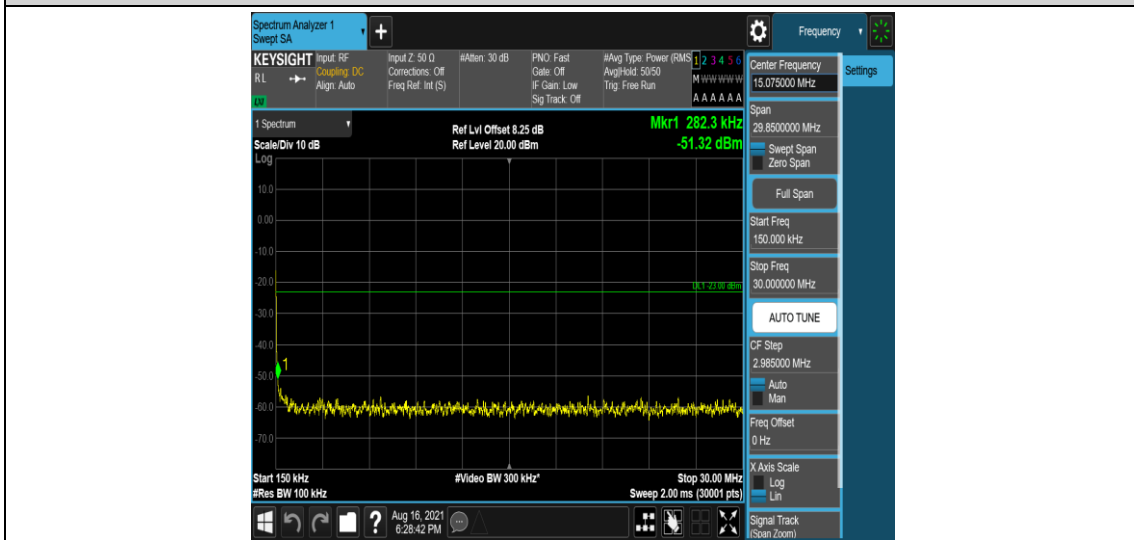 Spectrum Analyzer 1
Swept SA
+
Frequency
KEYSIGHT
RL
LM
Input: RF
Coupling: DC
Align: Auto
Input Z: 50 Ω
Corrections: Off
Freq Ref: Int (S)
#Atten: 30 dB
PNO: Fast
Gate: Off
IF Gain: Low
Sig Track: Off
#Avg Type: Power (RMS
Avg|Hold: 50/50
Trig: Free Run
1 2 3 4 5 6
M W W W W W
A A A A A A
1 Spectrum
Scale/Div 10 dB
Ref Lvl Offset 8.25 dB
Ref Level 20.00 dBm
Mkr1 282.3 kHz
-51.32 dBm
Log
10.0
0.00
-10.0
-20.0
DL1 -23.00 dBm
-30.0
-40.0
1
-50.0
-60.0
-70.0
Start 150 kHz
#Video BW 300 kHz*
Stop 30.00 MHz
#Res BW 100 kHz
Sweep 2.00 ms (30001 pts)
?
Aug 16, 2021
6:28:42 PM
Center Frequency
15.075000 MHz
Settings
Span
29.8500000 MHz
Swept Span
Zero Span
Full Span
Start Freq
150.000 kHz
Stop Freq
30.000000 MHz
AUTO TUNE
CF Step
2.985000 MHz
Auto
Man
Freq Offset
0 Hz
X Axis Scale
Log
Lin
Signal Track
(Span Zoom)